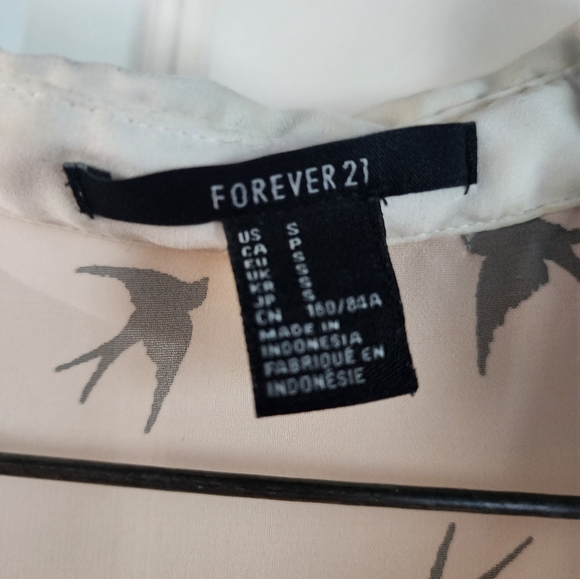 FOREVER 21
US S
CA P
EU S
UK S
KR S
JP S
CN 160/84A
MADE IN
INDONESIA
FABRIQUÉ EN
INDONÉSIE